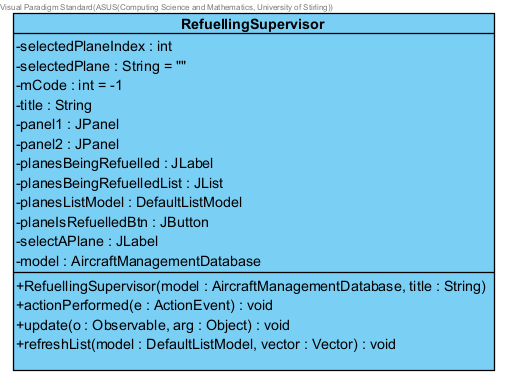 Visual Paradigm Standard(ASUS(Computing Science and Mathematics, University of Stirling))
RefuellingSupervisor
-selectedPlaneIndex : int
-selectedPlane : String = ""
-mCode : int = -1
-title : String
-panel1 : JPanel
-panel2 : JPanel
-planesBeingRefuelled : JLabel
-planesBeingRefuelledList : JList
-planesListModel : DefaultListModel
-planeIsRefuelledBtn : JButton
-selectAPlane : JLabel
-model : AircraftManagementDatabase
+RefuellingSupervisor(model : AircraftManagementDatabase, title : String)
+actionPerformed(e : ActionEvent) : void
+update(o : Observable, arg : Object) : void
+refreshList(model : DefaultListModel, vector : Vector) : void